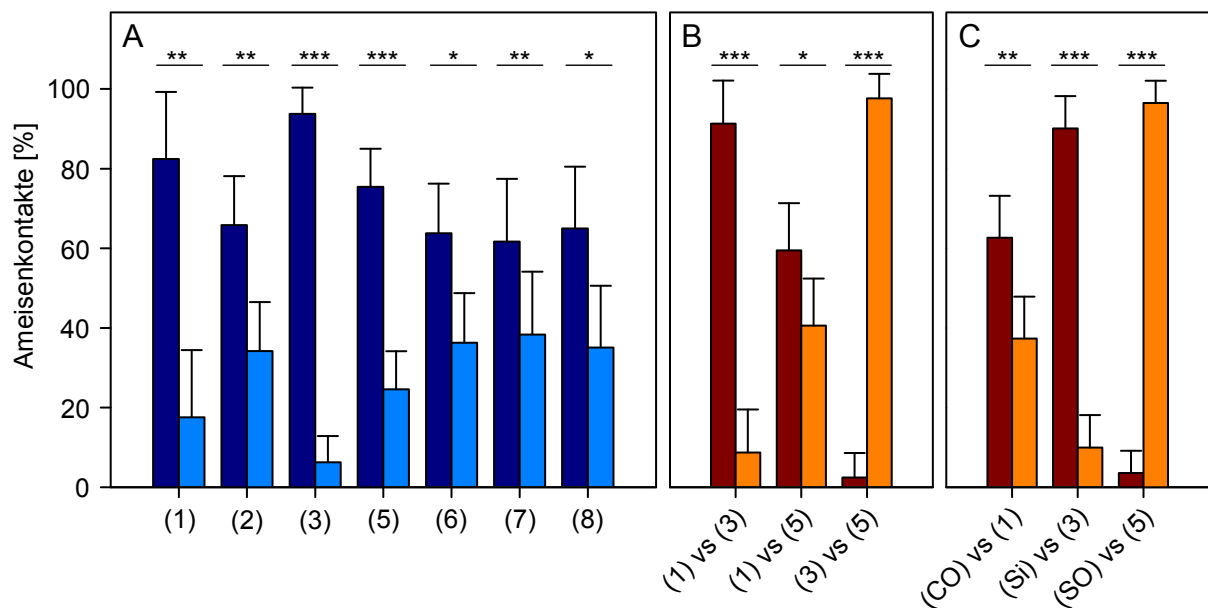 A
B
C
** ** *** *** * ** *
*** * ***
** *** ***
Ameisenkontakte [%]
100
80
60
40
20
0
(1) (2) (3) (5) (6) (7) (8)
(1) vs (3)
(1) vs (5)
(3) vs (5)
(CO) vs (1)
(Si) vs (3)
(SO) vs (5)